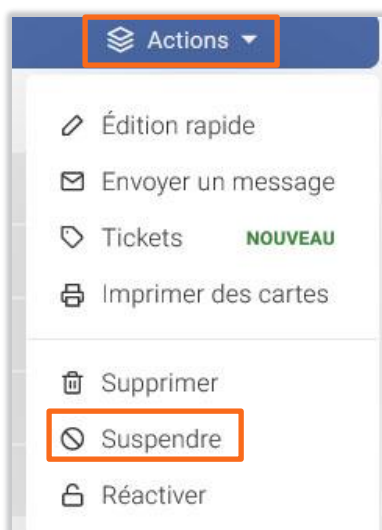 Actions
Édition rapide
Envoyer un message
Tickets NOUVEAU
Imprimer des cartes
Supprimer
Suspendre
Réactiver